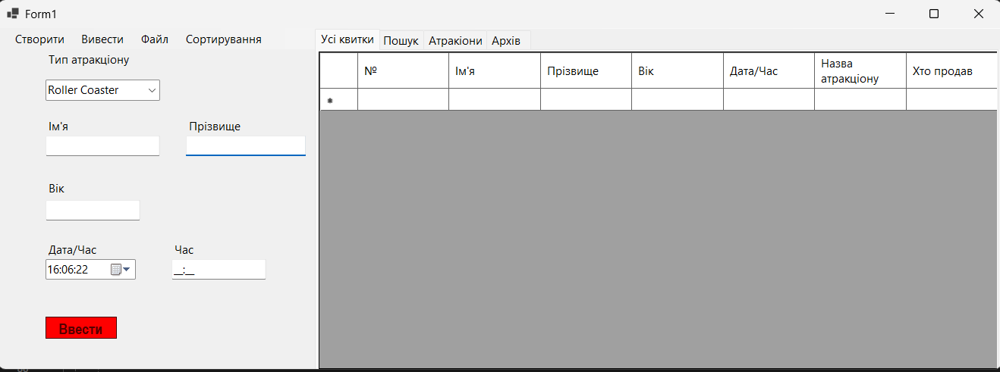 Form1
Створити Вивести Файл Сортирування
Усі квитки Пошук Атракіони Архів
Тип атракціону
Roller Coaster
Ім'я Прізвище
Вік
Дата/Час Час
16:06:22 __:__
Ввести
№ Ім'я Прізвище Вік Дата/Час Назва атракціону Хто продав